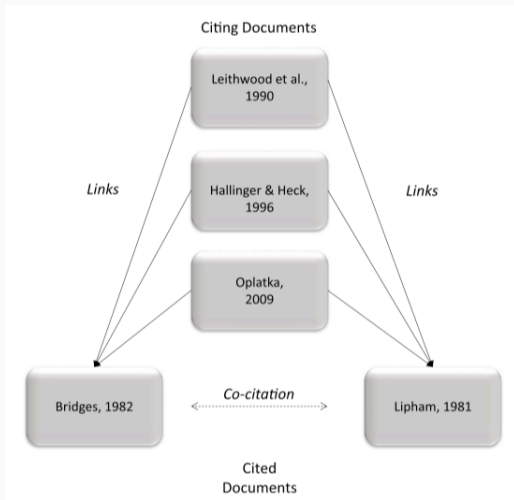 Citing Documents
Leithwood et al.,
1990
Links
Links
Hallinger & Heck,
1996
Oplatka,
2009
Bridges, 1982
Co-citation
Lipham, 1981
Cited
Documents